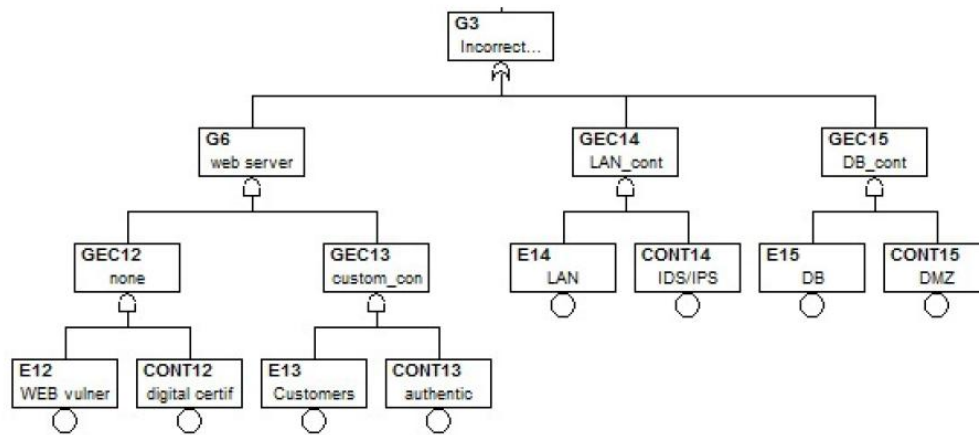 G3
Incorrect...
G6
web server
GEC14
LAN_cont
GEC15
DB_cont
GEC12
none
GEC13
custom_con
E14
LAN
CONT14
IDS/IPS
E15
DB
CONT15
DMZ
E12
WEB vulner
CONT12
digital certif
E13
Customers
CONT13
authentic